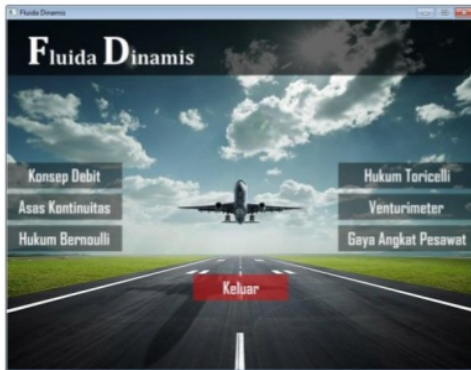 Fluida Dinamis
Fluida Dinamis
Konsep Debit
Asas Kontinuitas
Hukum Bernoulli
Hukum Toricelli
Venturimeter
Gaya Angkat Pesawat
Keluar